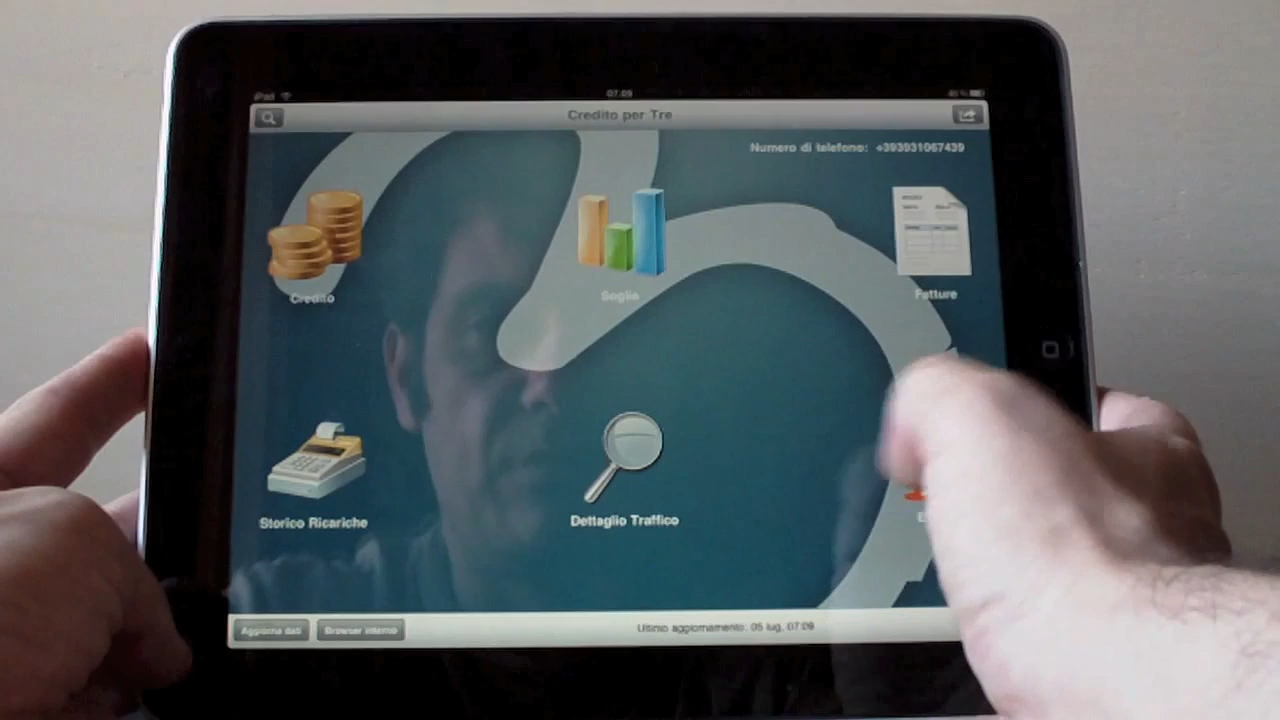 iPad
07.09
Credito per Tre
Numero di telefono: +393931067439
Credito
Soglie
Fatture
Storico Ricariche
Dettaglio Traffico
Aggiorna dati
Browser interno
Ultimo aggiornamento: 05 lug, 07:09